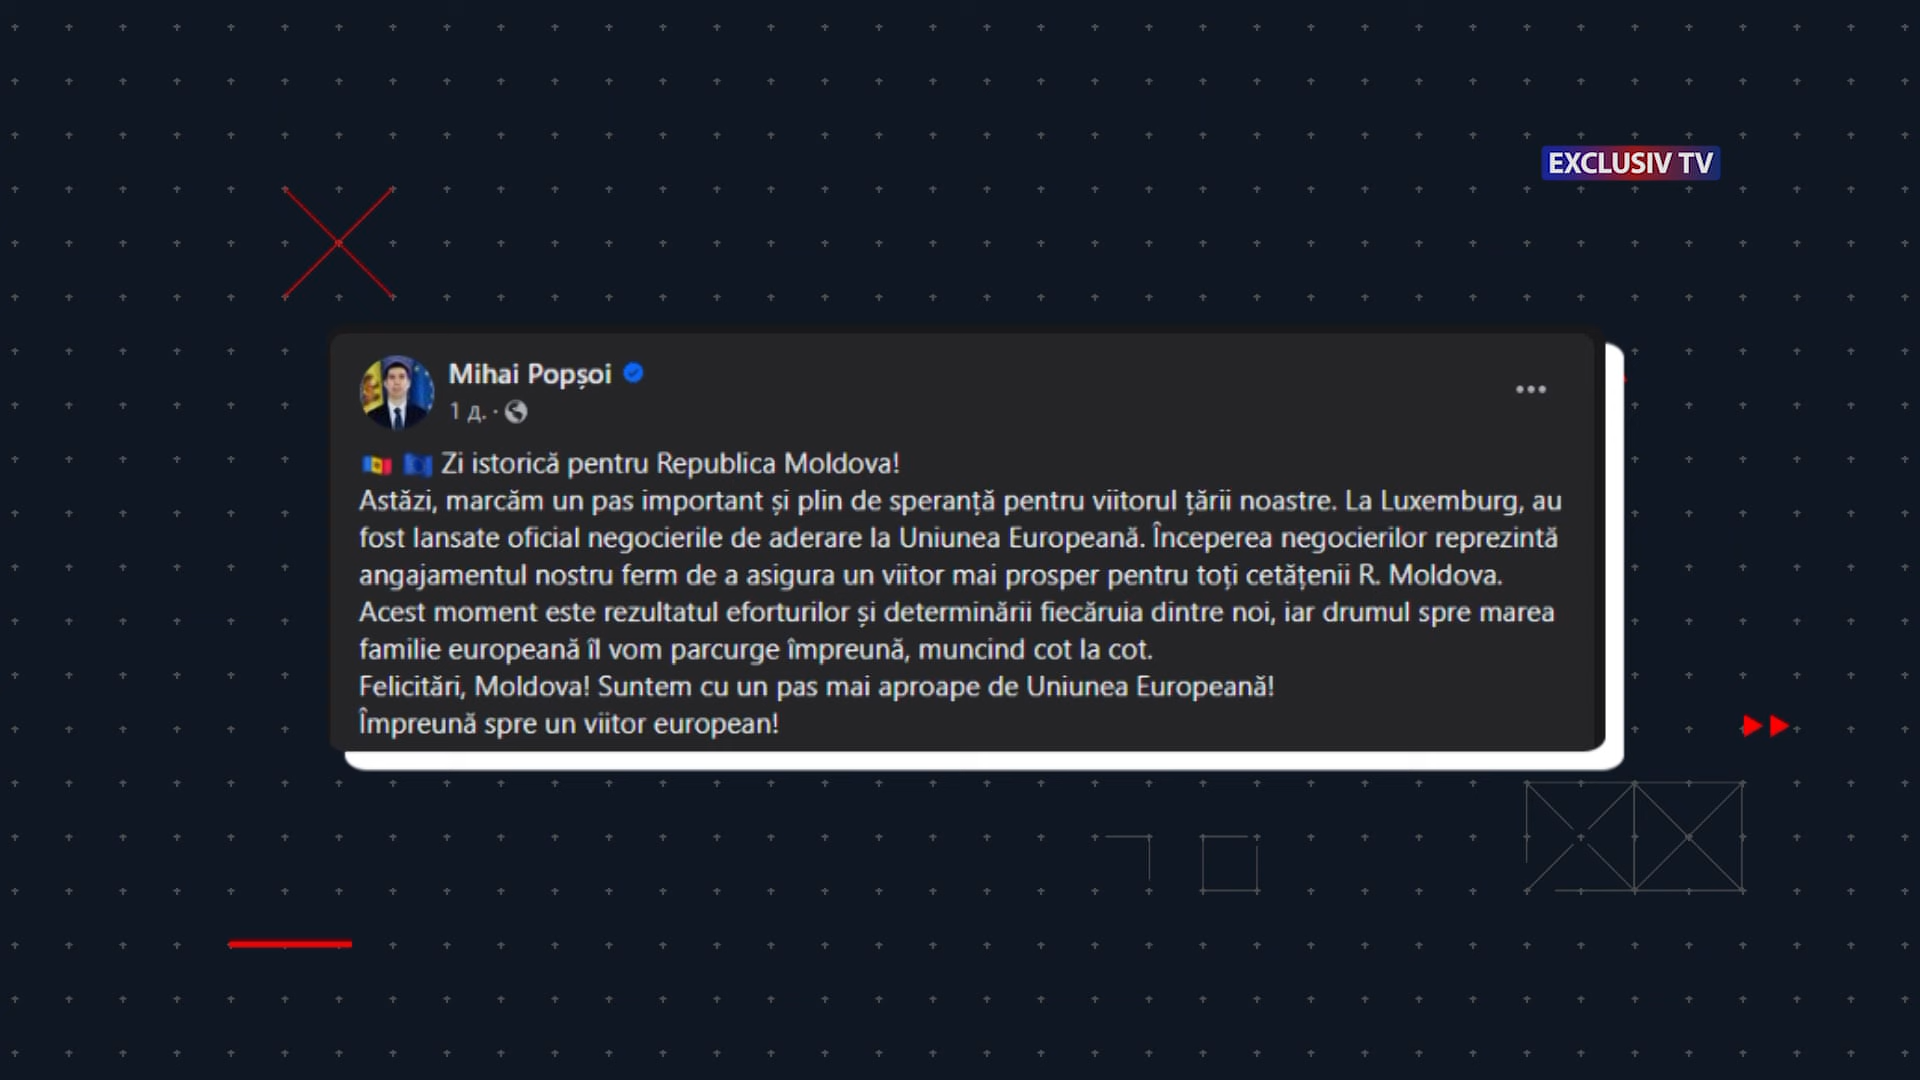 EXCLUSIV TV
Mihai Popșoi
1 д. ·
Zi istorică pentru Republica Moldova!
Astăzi, marcăm un pas important și plin de speranță pentru viitorul țării noastre. La Luxemburg, au
fost lansate oficial negocierile de aderare la Uniunea Europeană. Începerea negocierilor reprezintă
angajamentul nostru ferm de a asigura un viitor mai prosper pentru toți cetățenii R. Moldova.
Acest moment este rezultatul eforturilor și determinării fiecăruia dintre noi, iar drumul spre marea
familie europeană îl vom parcurge împreună, muncind cot la cot.
Felicitări, Moldova! Suntem cu un pas mai aproape de Uniunea Europeană!
Împreună spre un viitor european!